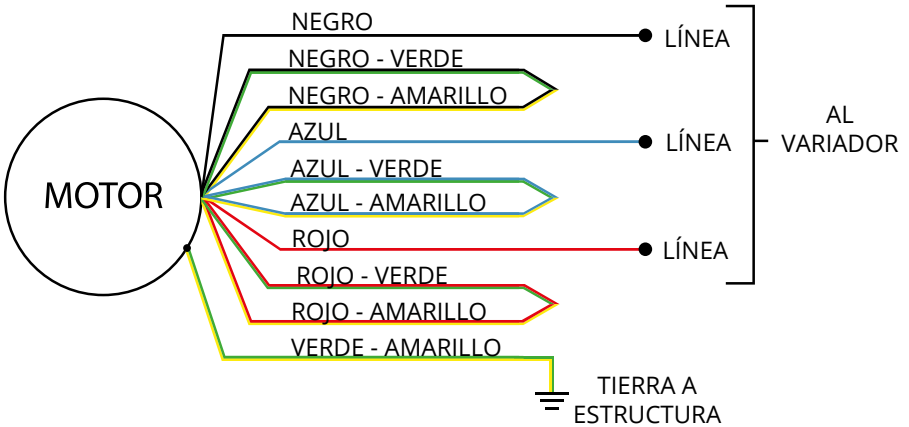 NEGRO
LÍNEA
NEGRO - VERDE
NEGRO - AMARILLO
AL
VARIADOR
AZUL
LÍNEA
AZUL - VERDE
MOTOR
AZUL - AMARILLO
ROJO
LÍNEA
ROJO - VERDE
ROJO - AMARILLO
VERDE - AMARILLO
TIERRA A
ESTRUCTURA